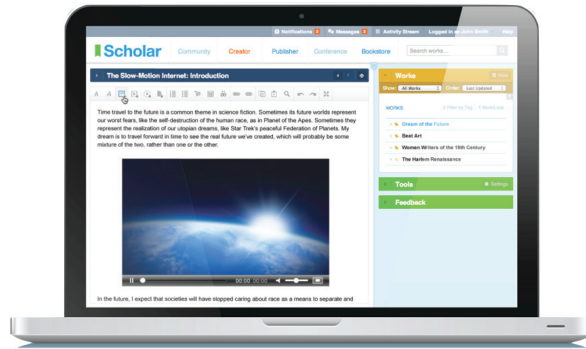 Notifications Messages Activity Stream Logged in as John Smith Help
Scholar Community Creator Publisher Conference Bookstore Search works...
The Slow-Motion Internet: Introduction
Works
Show: All Works Order: Last Updated
Time travel to the future is a common theme in science fiction. Sometimes its future worlds represent
our worst fears, like the self-destruction of the human race, as in Planet of the Apes. Sometimes they
represent the realization of our utopian dreams, like Star Trek's peaceful Federation of Planets. My
dream is to travel forward in time to see the real future we've created, which will probably be some
mixture of the two, rather than one or the other.
WORKS
Dream of the Future
Beat Art
Women Writers of the 19th Century
The Harlem Renaissance
Tools Settings
Feedback
00:00 00:00
In the future, I expect that societies will have stopped caring about race as a means to separate and